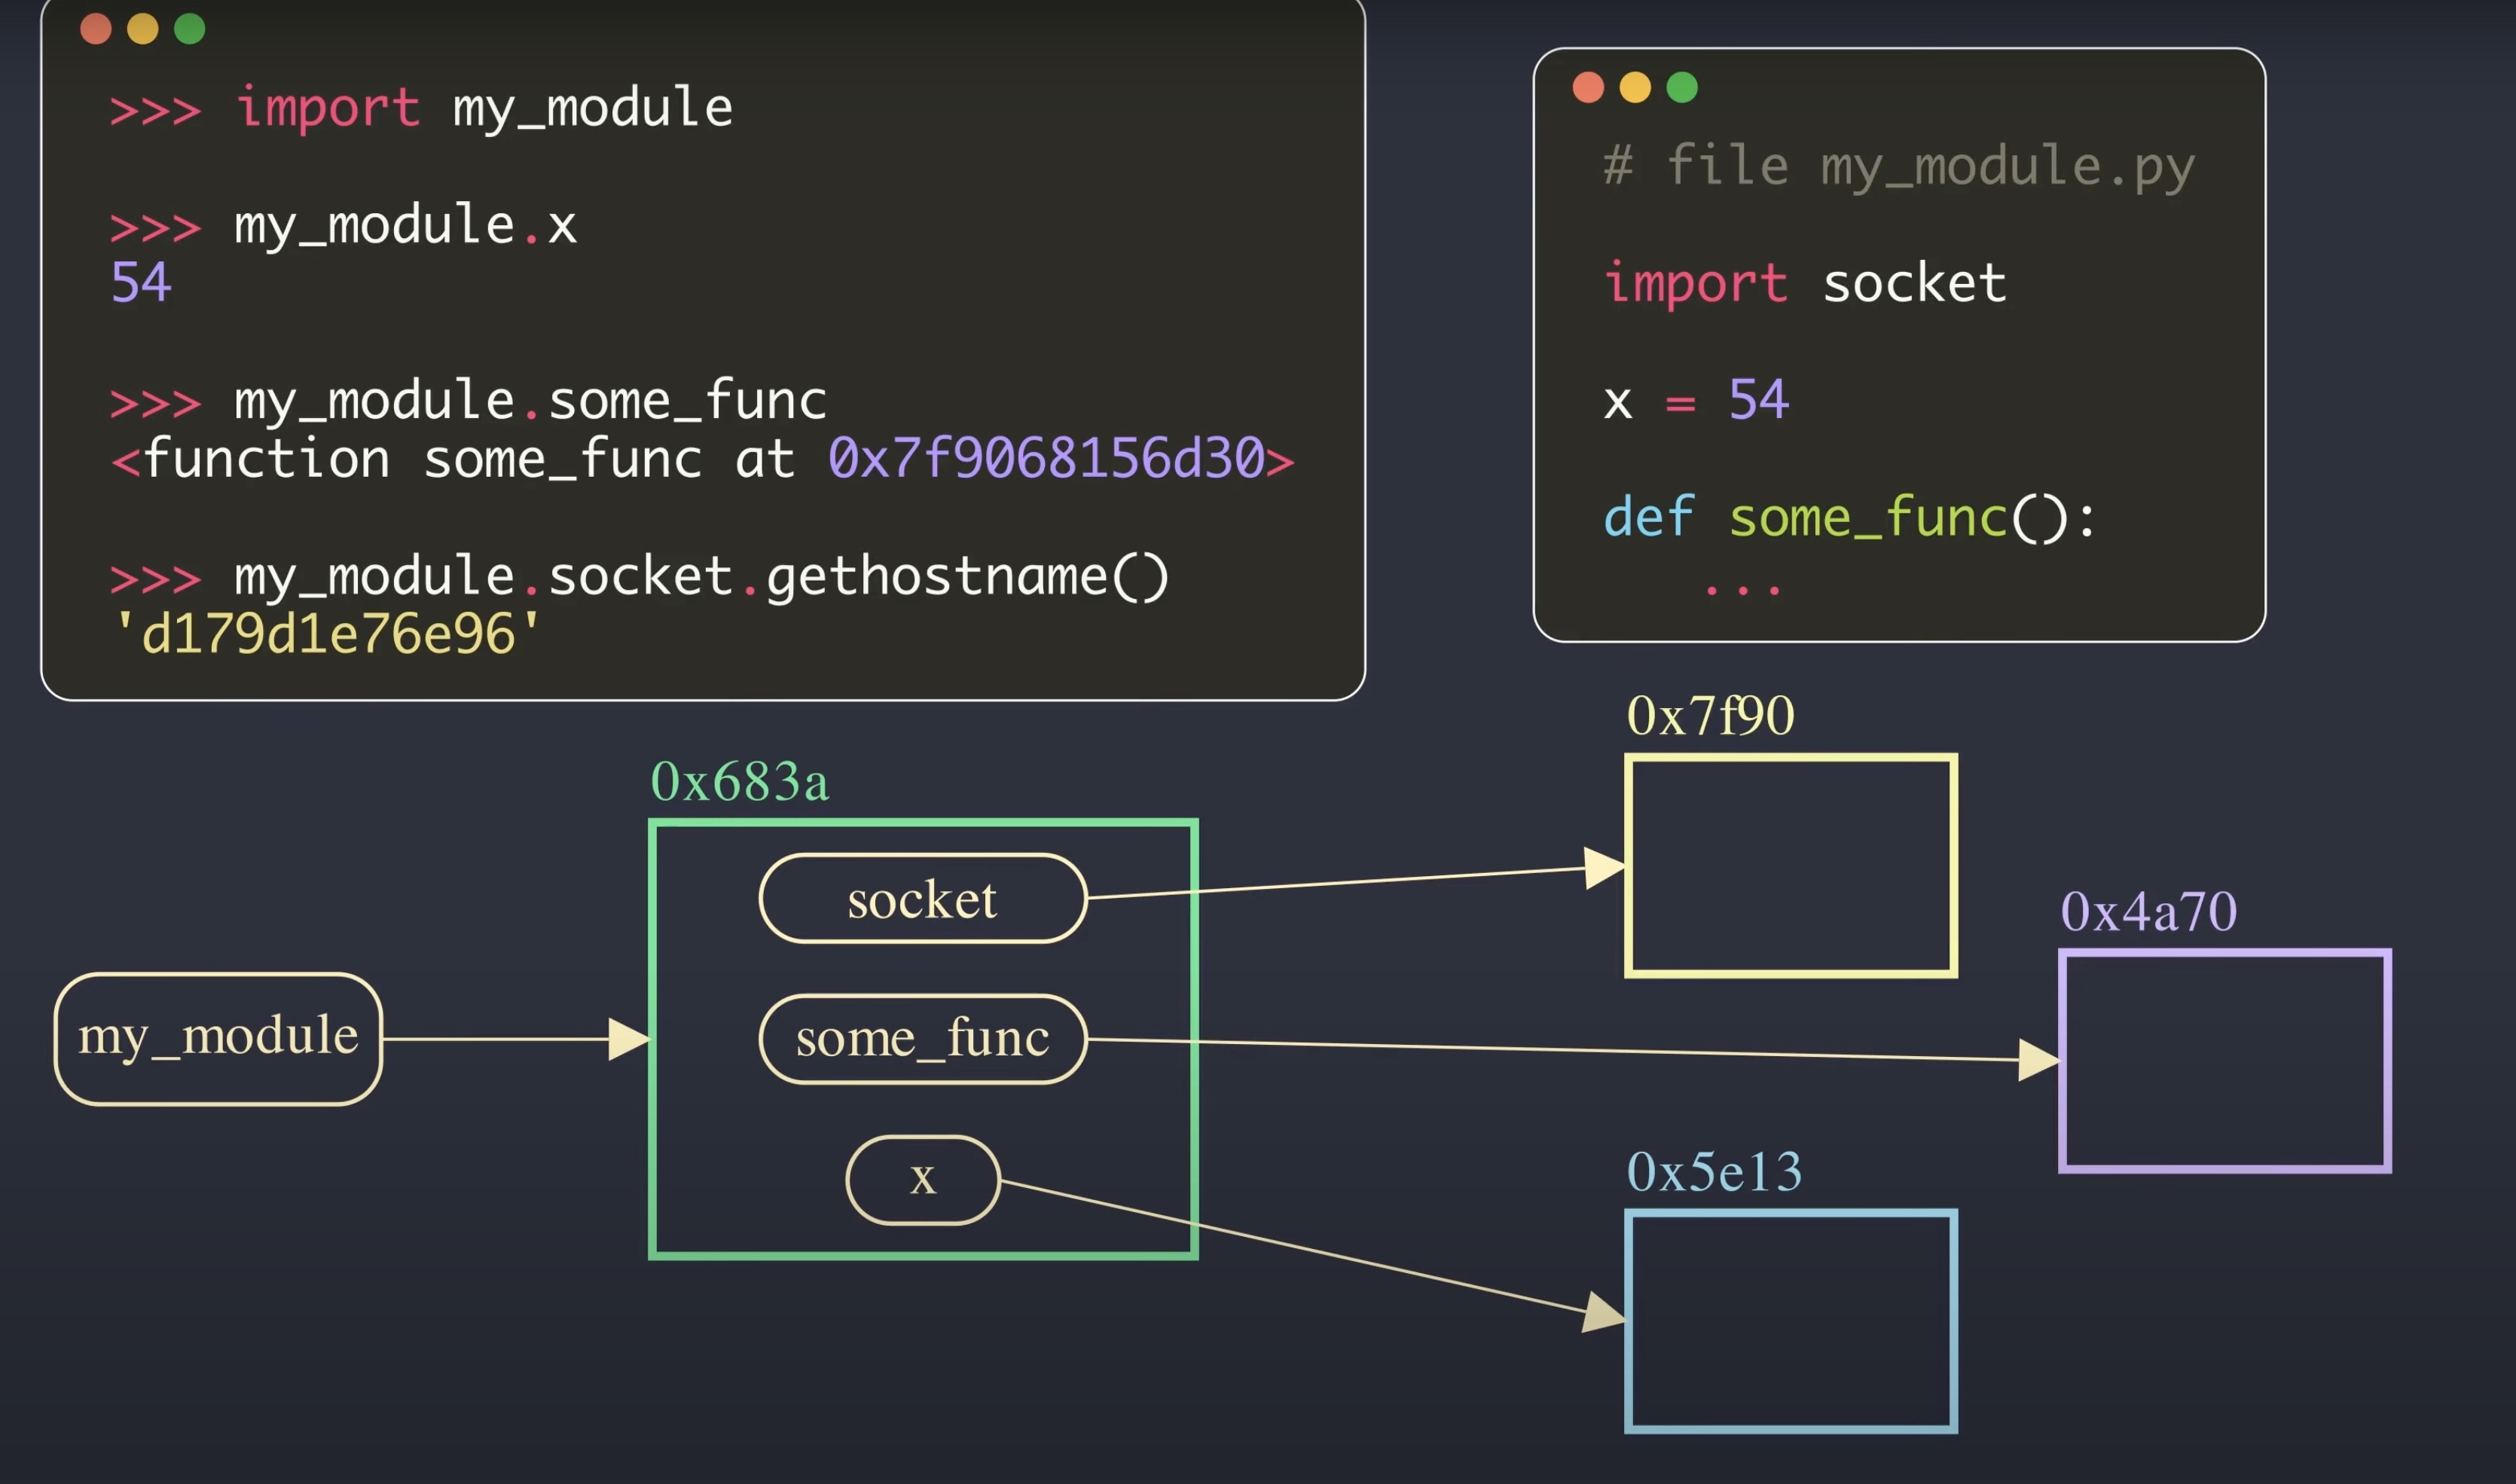 >>> import my_module
>>> my_module.x
54
>>> my_module.some_func
<function some_func at 0x7f9068156d30>
>>> my_module.socket.gethostname()
'd179d1e76e96'
# file my_module.py
import socket
x = 54
def some_func():
...
0x7f90
0x683a
socket
0x4a70
my_module
some_func
x
0x5e13